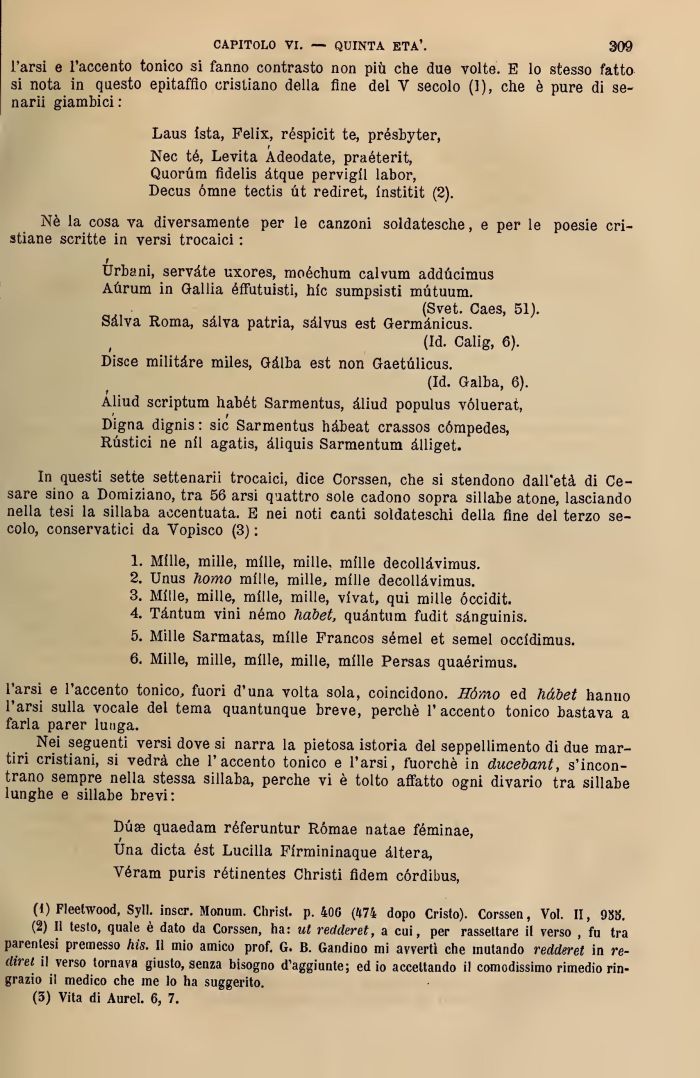 CAPITOLO VI. — QUINTA ETA'. 309
l'arsi e l'accento tonico si fanno contrasto non più che due volte. E lo stesso fatto
si nota in questo epitaffio cristiano della fine del V secolo (1), che è pure di se-
narii giambici:
Laus ísta, Felix, réspicit te, présbyter,
Nec té, Levita Ádeodate, praéterit,
Quorúm fidelis átque pervigíl labor,
Decus ómne tectis út rediret, ínstitit (2).
Nè la cosa va diversamente per le canzoni soldatesche, e per le poesie cri-
stiane scritte in versi trocaici:
Úrbani, serváte uxores, moéchum calvum addúcimus
Aúrum in Gallia éffutuisti, híc sumpsisti mútuum.
(Svet. Caes, 51).
Sálva Roma, sálva patria, sálvus est Germánicus.
(Id. Calig, 6).
Dísce militáre miles, Gálba est non Gaetúlicus.
(Id. Galba, 6).
Áliud scriptum habét Sarmentus, áliud populus vóluerat,
Dígna dignis: síc Sarmentus hábeat crassos cómpedes,
Rústici ne níl agatis, áliquis Sarmentum álliget.
In questi sette settenarii trocaici, dice Corssen, che si stendono dall'età di Ce-
sare sino a Domiziano, tra 56 arsi quattro sole cadono sopra sillabe atone, lasciando
nella tesi la sillaba accentuata. E nei noti canti soldateschi della fine del terzo se-
colo, conservatici da Vopisco (3):
1. Mílle, mille, mílle, mille, mílle decollávimus.
2. Unus homo mílle, mille, mílle decollávimus.
3. Mílle, mille, mílle, mille, vívat, qui mille óccidit.
4. Tántum vini némo habet, quántum fudit sánguinis.
5. Mille Sarmatas, mílle Francos sémel et semel occídimus.
6. Mille, mille, mílle, mille, mílle Persas quaérimus.
l'arsi e l'accento tonico, fuori d'una volta sola, coincidono. Hómo ed hábet hanno
l'arsi sulla vocale del tema quantunque breve, perchè l'accento tonico bastava a
farla parer lunga.
Nei seguenti versi dove si narra la pietosa istoria del seppellimento di due mar-
tiri cristiani, si vedrà che l'accento tonico e l'arsi, fuorchè in ducebant, s'incon-
trano sempre nella stessa sillaba, perche vi è tolto affatto ogni divario tra sillabe
lunghe e sillabe brevi:
Dúæ quaedam réferuntur Rómae natae féminae,
Úna dicta ést Lucilla Fírmininaque áltera,
Véram puris rétinentes Christi fidem córdibus,
(1) Fleetwood, Syll. inscr. Monum. Christ. p. 406 (474 dopo Cristo). Corssen, Vol. II, 955.
(2) Il testo, quale è dato da Corssen, ha: ut redderet, a cui, per rassettare il verso, fu tra
parentesi premesso his. Il mio amico prof. G. B. Gandino mi avvertì che mutando redderet in re-
diret il verso tornava giusto, senza bisogno d'aggiunte; ed io accettando il comodissimo rimedio rin-
grazio il medico che me lo ha suggerito.
(3) Vita di Aurel. 6, 7.